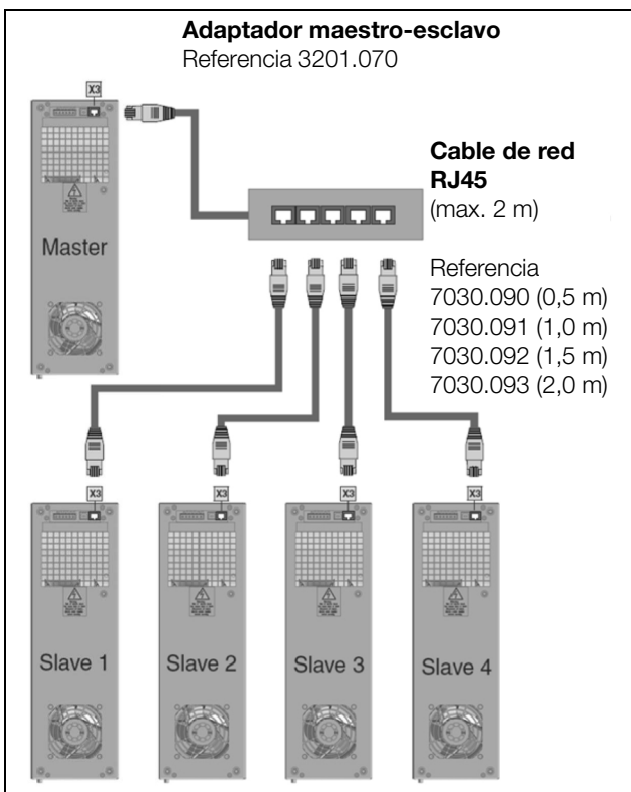 Adaptador maestro-esclavo
Referencia 3201.070
X3
Master
Cable de red
RJ45
(max. 2 m)
Referencia
7030.090 (0,5 m)
7030.091 (1,0 m)
7030.092 (1,5 m)
7030.093 (2,0 m)
X3
X3
X3
X3
Slave 1
Slave 2
Slave 3
Slave 4